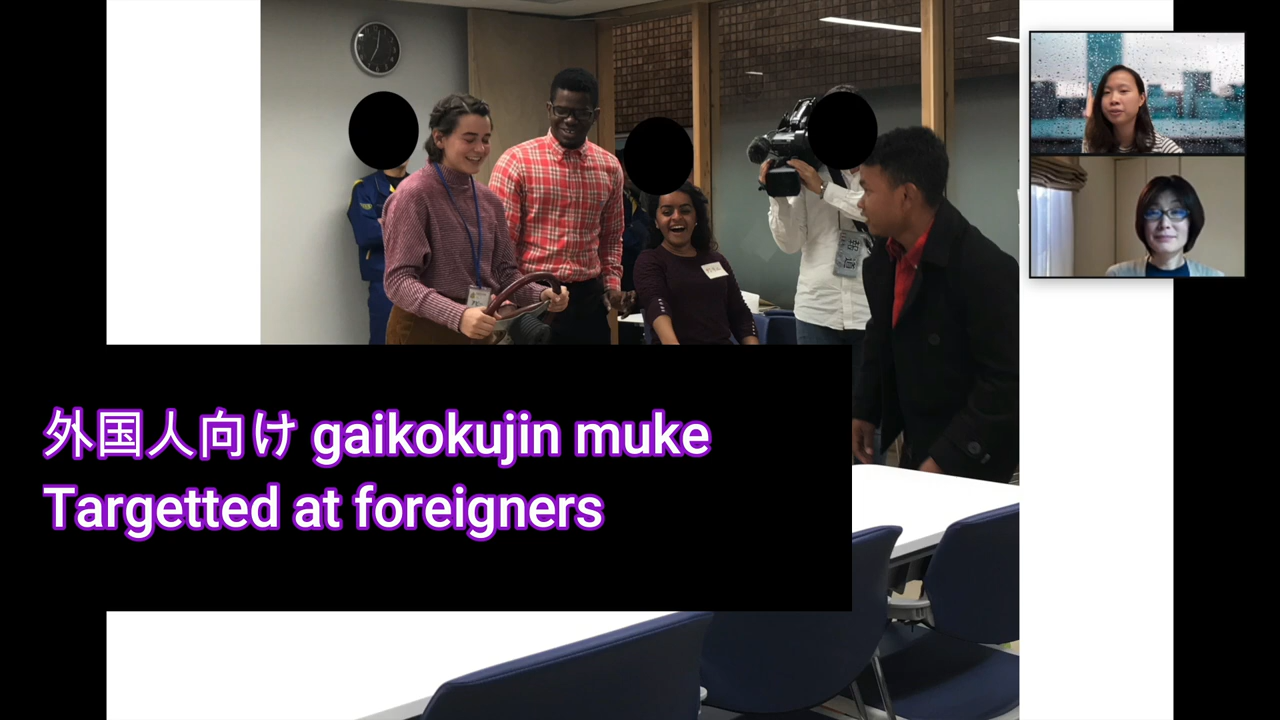 外国人向け gaikokujin muke
Targetted at foreigners